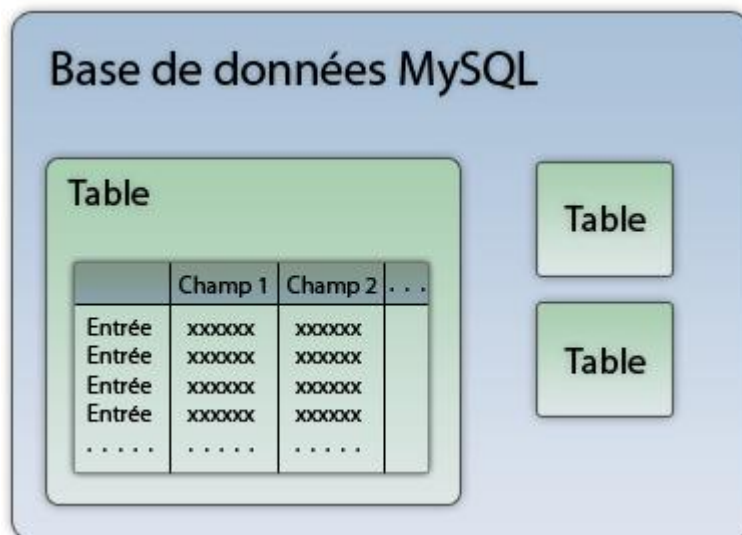 Base de données MySQL
Table
Champ 1 Champ 2 . . .
Entrée xxxxxx xxxxxx
Entrée xxxxxx xxxxxx
Entrée xxxxxx xxxxxx
Entrée xxxxxx xxxxxx
. . . . . . . . . . . . . . .
Table
Table